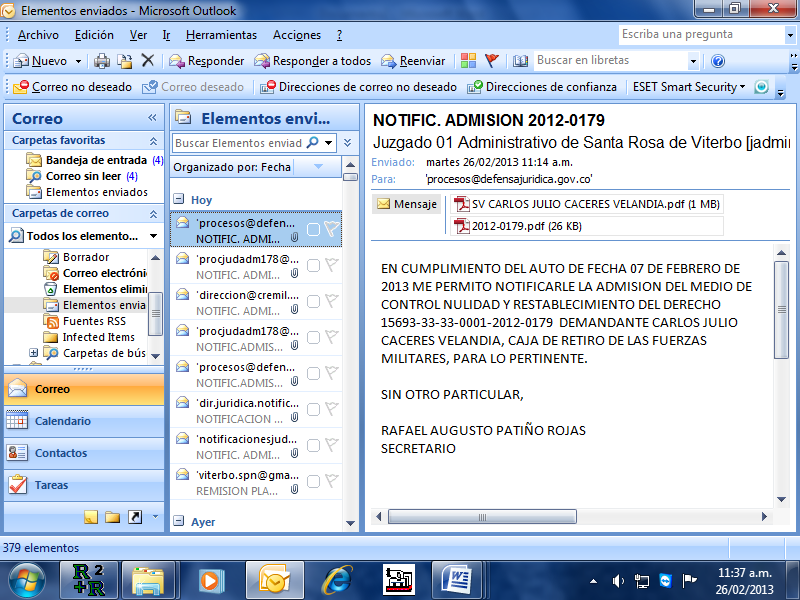 Elementos enviados - Microsoft Outlook
Archivo Edición Ver Ir Herramientas Acciones ? Escriba una pregunta
Nuevo Responder Responder a todos Reenviar Buscar en libretas
Correo no deseado Correo deseado Direcciones de correo no deseado Direcciones de confianza ESET Smart Security
Correo
Carpetas favoritas
Bandeja de entrada (4)
Correo sin leer (4)
Elementos enviados
Carpetas de correo
Todos los elemento...
Borrador
Correo electróni
Elementos elimi
Elementos envia
Fuentes RSS
Infected Items
Carpetas de bús
Correo
Calendario
Contactos
Tareas
Elementos envi...
Buscar Elementos enviad
Organizado por: Fecha
Hoy
'procesos@defen...
NOTIFIC. ADMI...
'procjudadm178@...
NOTIFIC. ADMI...
'direccion@cremil....
NOTIFIC. ADMI...
'procjudadm178@...
NOTIFIC.ADMIS...
'procesos@defen...
NOTIFIC.ADMIS...
'dir.juridica.notific...
NOTIFICACION ...
'notificacionesjud...
NOTIFIC. ADMI...
'viterbo.spn@gma...
REMISION PLA...
Ayer
NOTIFIC. ADMISION 2012-0179
Juzgado 01 Administrativo de Santa Rosa de Viterbo [jadmin
Enviado: martes 26/02/2013 11:14 a.m.
Para: 'procesos@defensajuridica.gov.co'
Mensaje SV CARLOS JULIO CACERES VELANDIA.pdf (1 MB)
2012-0179.pdf (26 KB)
EN CUMPLIMIENTO DEL AUTO DE FECHA 07 DE FEBRERO DE
2013 ME PERMITO NOTIFICARLE LA ADMISION DEL MEDIO DE
CONTROL NULIDAD Y RESTABLECIMIENTO DEL DERECHO
15693-33-33-0001-2012-0179 DEMANDANTE CARLOS JULIO
CACERES VELANDIA, CAJA DE RETIRO DE LAS FUERZAS
MILITARES, PARA LO PERTINENTE.
SIN OTRO PARTICULAR,
RAFAEL AUGUSTO PATIÑO ROJAS
SECRETARIO
379 elementos
R2
+R
11:37 a.m.
26/02/2013